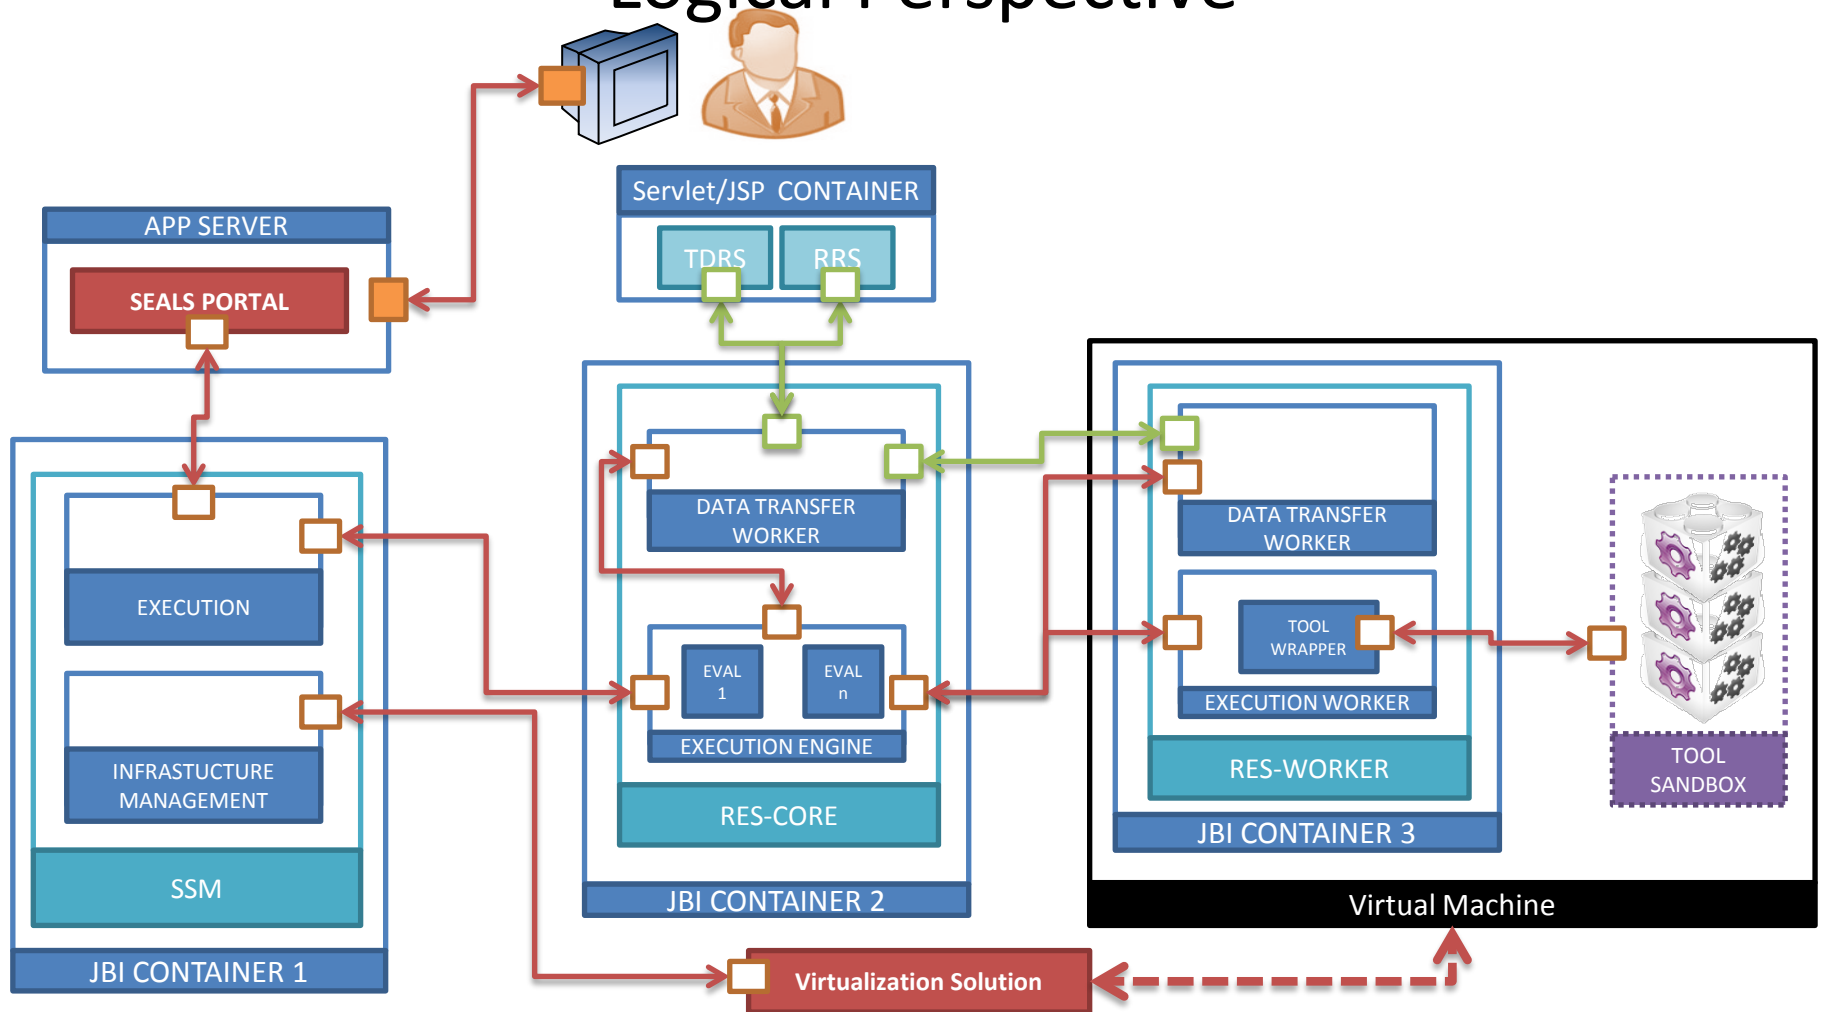 Logical Perspective
Servlet/JSP CONTAINER
TDRS
RRS
APP SERVER
SEALS PORTAL
EXECUTION
INFRASTUCTURE
MANAGEMENT
SSM
JBI CONTAINER 1
DATA TRANSFER
WORKER
EVAL
1
EVAL
n
EXECUTION ENGINE
RES-CORE
JBI CONTAINER 2
DATA TRANSFER
WORKER
TOOL
WRAPPER
EXECUTION WORKER
RES-WORKER
JBI CONTAINER 3
TOOL
SANDBOX
Virtual Machine
Virtualization Solution